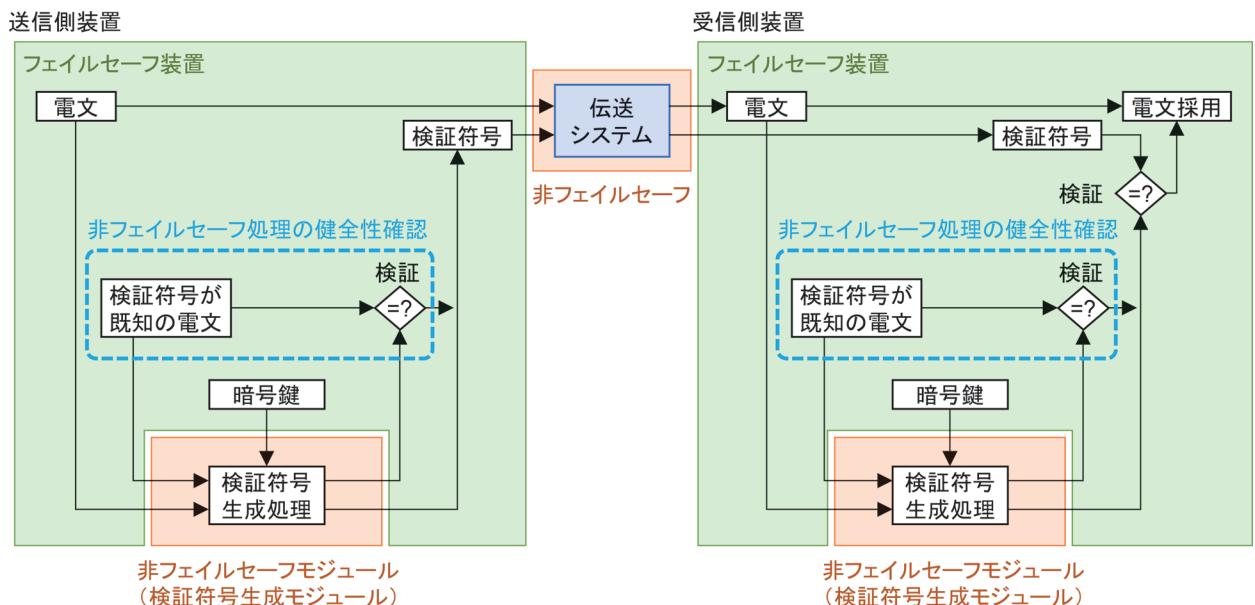 送信側装置
フェイルセーフ装置
電文
検証符号
非フェイルセーフ処理の健全性確認
検証
検証符号が
既知の電文
=?
暗号鍵
検証符号
生成処理
非フェイルセーフモジュール
（検証符号生成モジュール）
伝送
システム
非フェイルセーフ
受信側装置
フェイルセーフ装置
電文
電文採用
検証符号
検証
=?
非フェイルセーフ処理の健全性確認
検証
検証符号が
既知の電文
=?
暗号鍵
検証符号
生成処理
非フェイルセーフモジュール
（検証符号生成モジュール）